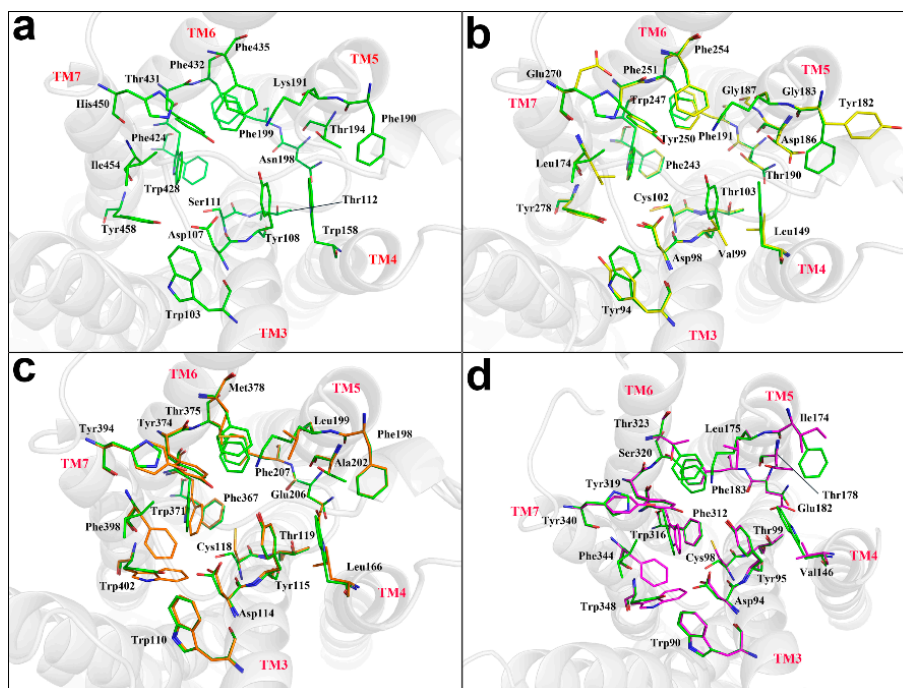 a
TM6
Phe435
Phe432
TM5
TM7
Thr431
Lys191
His450
Phe190
Phe199
Thr194
Phe424
Asn198
Ile454
Trp428
Ser111
Thr112
Tyr458
Asp107
Tyr108
Trp158
TM4
Trp103
TM3
b
TM6
Phe254
Glu270
Phe251
TM5
Gly187
Gly183
TM7
Trp247
Tyr182
Tyr250
Phe191
Asp186
Leu174
Phe243
Thr190
Tyr278
Cys102
Thr103
Leu149
Asp98
Val99
TM4
Tyr94
TM3
c
TM6
Met378
Thr375
TM5
Tyr394
Tyr374
Leu199
Phe198
TM7
Phe207
Ala202
Phe367
Glu206
Trp371
Phe398
Cys118
Thr119
Trp402
Tyr115
Leu166
TM4
Asp114
Trp110
TM3
d
TM6
TM5
Thr323
Leu175
Ile174
Ser320
Tyr319
Phe183
Thr178
TM7
Phe312
Glu182
Tyr340
Trp316
Thr99
Phe344
Cys98
TM4
Tyr95
Val146
Trp348
Asp94
Trp90
TM3